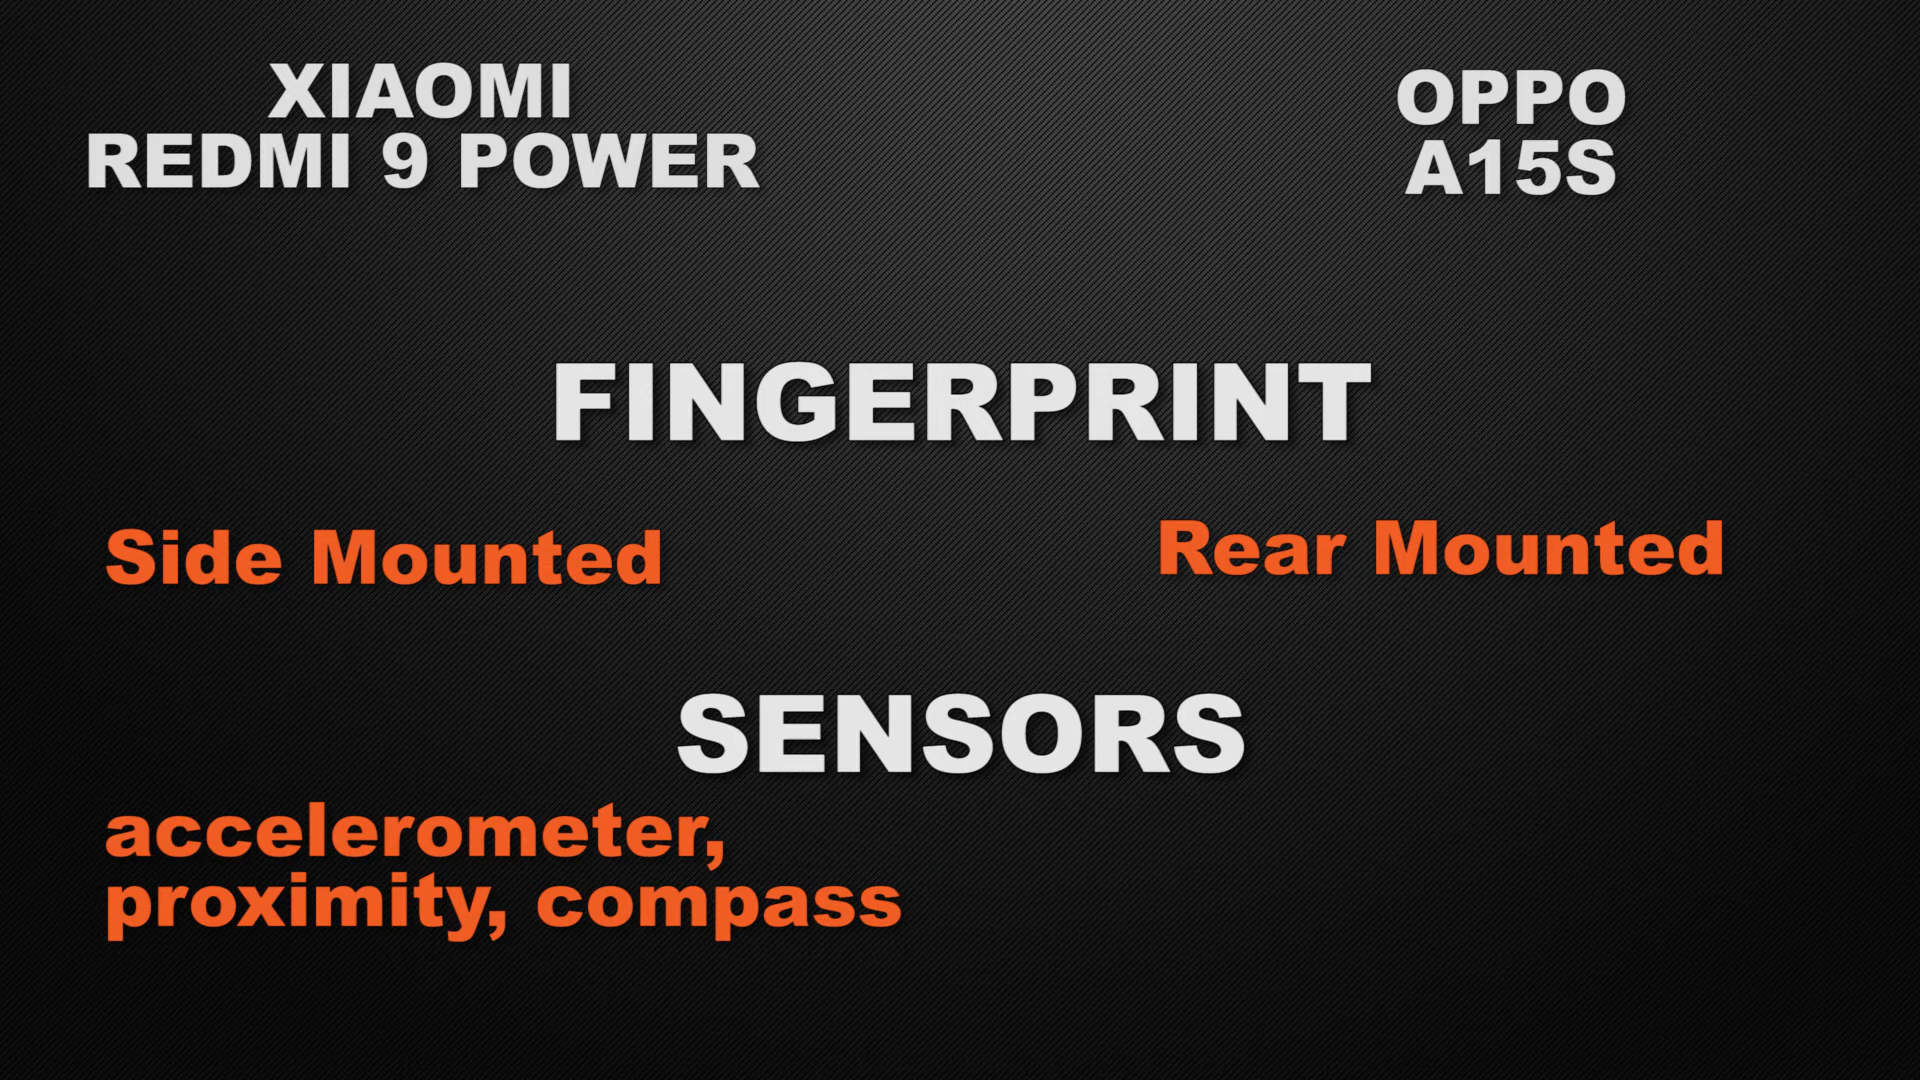 XIAOMI
REDMI 9 POWER
OPPO
A15S
FINGERPRINT
Side Mounted
Rear Mounted
SENSORS
accelerometer,
proximity, compass